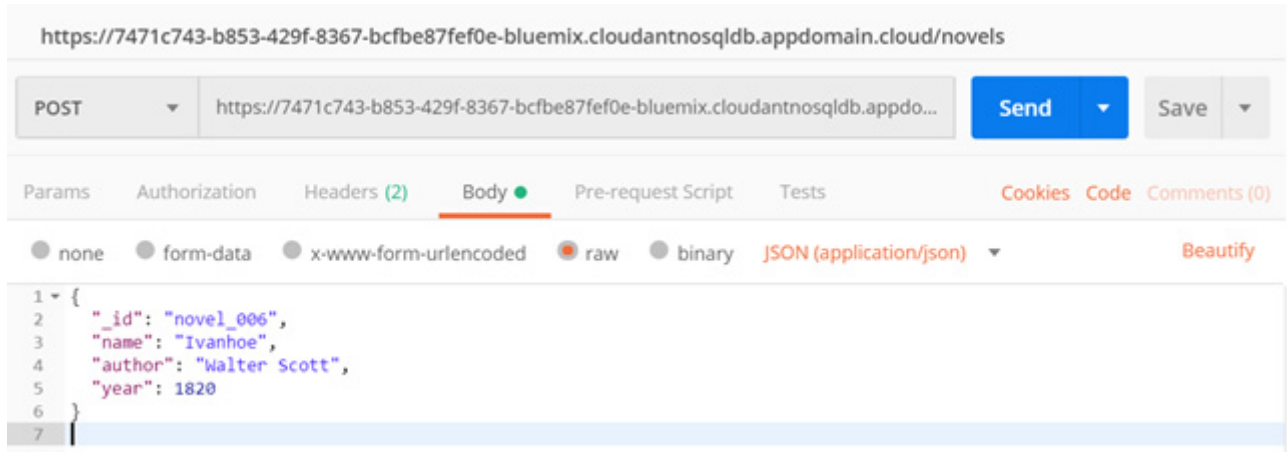 https://7471c743-b853-429f-8367-bcfbe87fef0e-bluemix.cloudantnosqldb.appdomain.cloud/novels
POST https://7471c743-b853-429f-8367-bcfbe87fef0e-bluemix.cloudantnosqldb.appdo... Send Save
Params Authorization Headers (2) Body Pre-request Script Tests Cookies Code Comments (0)
none form-data x-www-form-urlencoded raw binary JSON (application/json) Beautify
1 {
2 "_id": "novel_006",
3 "name": "Ivanhoe",
4 "author": "Walter Scott",
5 "year": 1820
6 }
7